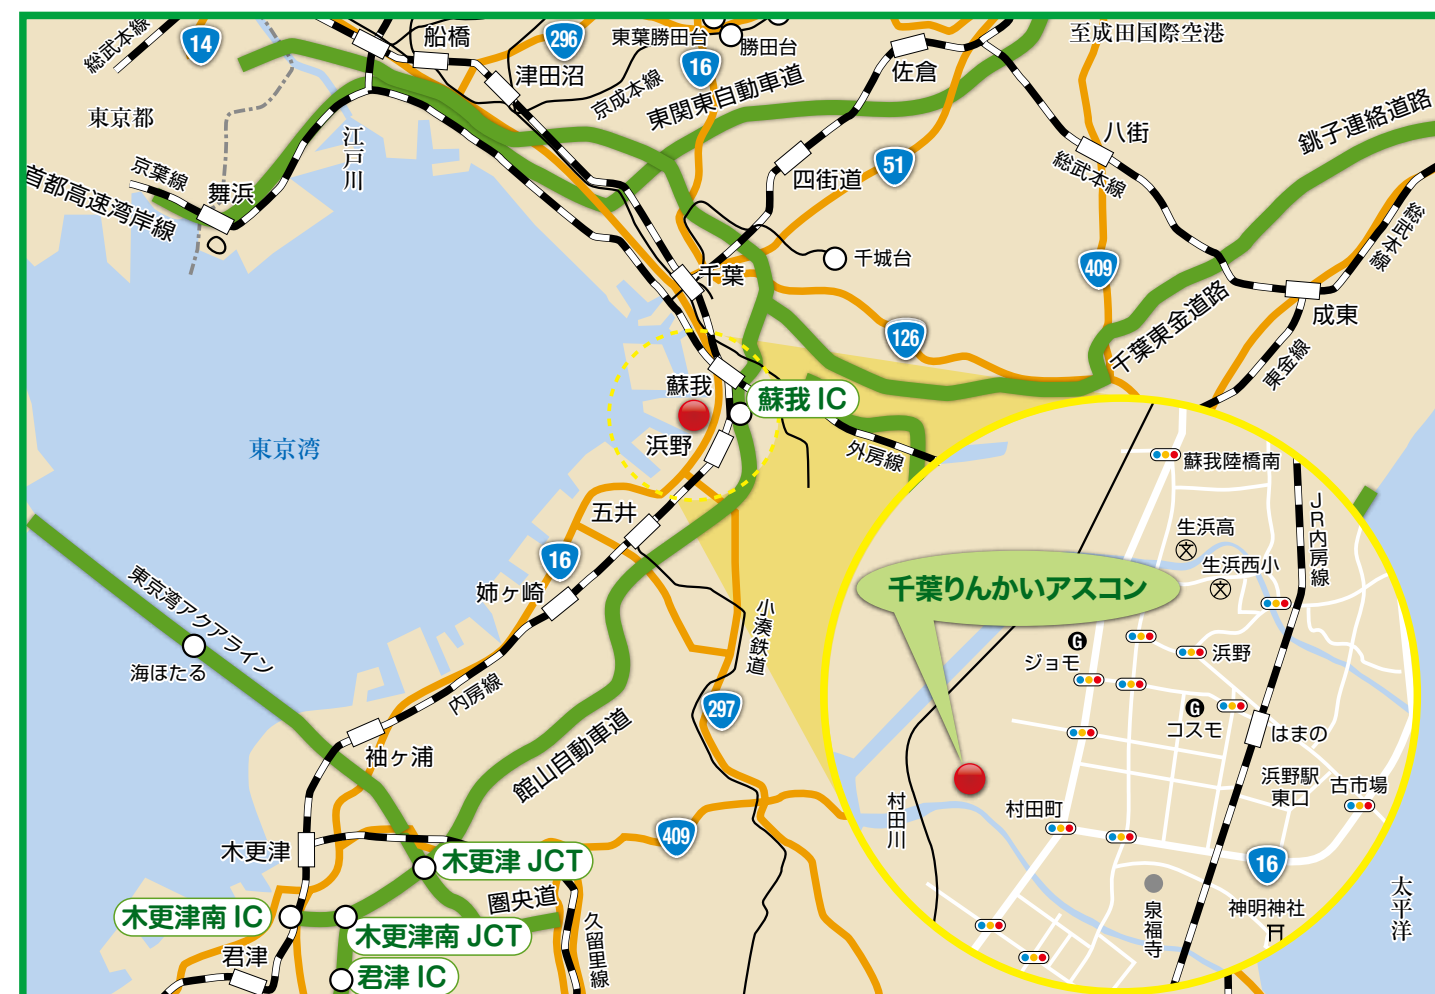 総武本線
14
船橋
296
東葉勝田台
勝田台
至成田国際空港
津田沼
16
京成本線
東関東自動車道
佐倉
東京都
江戸川
八街
総武本線
銚子連絡道路
51
四街道
京葉線
舞浜
首都高速湾岸線
千城台
総武本線
千葉
409
千葉東金道路
成東
126
東金線
蘇我
蘇我 IC
浜野
東京湾
外房線
蘇我陸橋南
JR内房線
五井
生浜高
生浜西小
16
東京湾アクアライン
姉ヶ崎
千葉りんかいアスコン
小湊鉄道
海ほたる
G
ジョモ
浜野
内房線
297
G
コスモ
はまの
館山自動車道
袖ヶ浦
浜野駅
東口
古市場
村田川
村田町
409
木更津
木更津 JCT
16
圏央道
木更津南 IC
木更津南 JCT
久留里線
泉福寺
神明神社
太平洋
君津
君津 IC